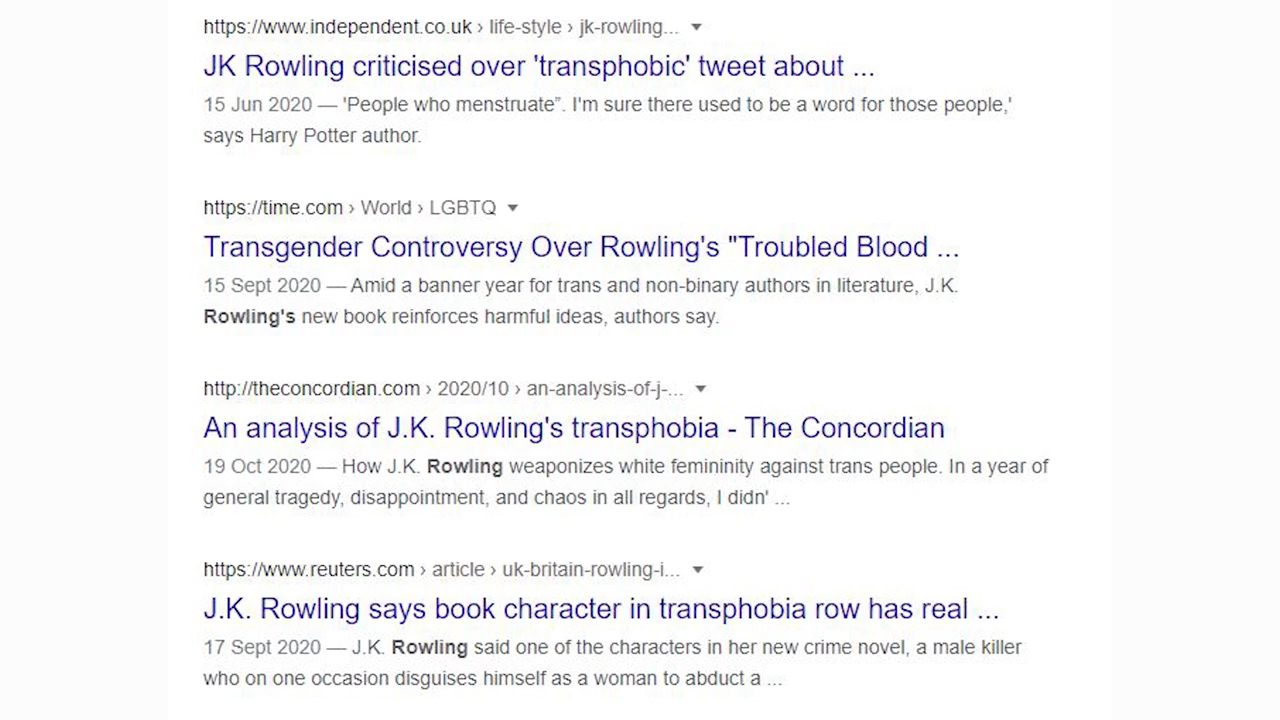 https://www.independent.co.uk › life-style › jk-rowling...
JK Rowling criticised over 'transphobic' tweet about ...
15 Jun 2020 — 'People who menstruate”. I'm sure there used to be a word for those people,'
says Harry Potter author.
https://time.com › World › LGBTQ
Transgender Controversy Over Rowling's "Troubled Blood ...
15 Sept 2020 — Amid a banner year for trans and non-binary authors in literature, J.K.
Rowling's new book reinforces harmful ideas, authors say.
http://theconcordian.com › 2020/10 › an-analysis-of-j-...
An analysis of J.K. Rowling's transphobia - The Concordian
19 Oct 2020 — How J.K. Rowling weaponizes white femininity against trans people. In a year of
general tragedy, disappointment, and chaos in all regards, I didn' ...
https://www.reuters.com › article › uk-britain-rowling-i...
J.K. Rowling says book character in transphobia row has real ...
17 Sept 2020 — J.K. Rowling said one of the characters in her new crime novel, a male killer
who on one occasion disguises himself as a woman to abduct a ...